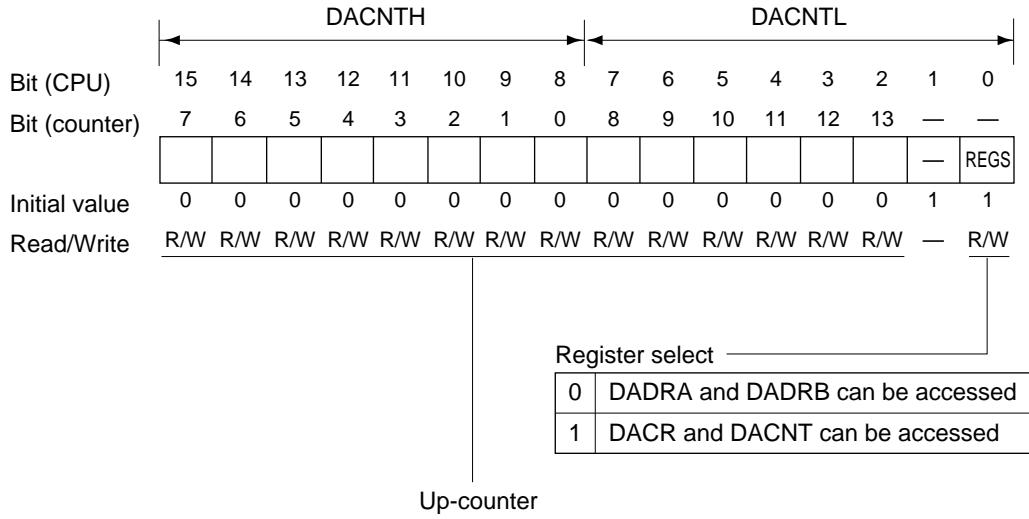 DACNTH DACNTL
Bit (CPU) 15 14 13 12 11 10 9 8 7 6 5 4 3 2 1 0
Bit (counter) 7 6 5 4 3 2 1 0 8 9 10 11 12 13 — —
— REGS
Initial value 0 0 0 0 0 0 0 0 0 0 0 0 0 0 1 1
Read/Write R/W R/W R/W R/W R/W R/W R/W R/W R/W R/W R/W R/W R/W R/W — R/W
Register select
0 DADRA and DADRB can be accessed
1 DACR and DACNT can be accessed
Up-counter